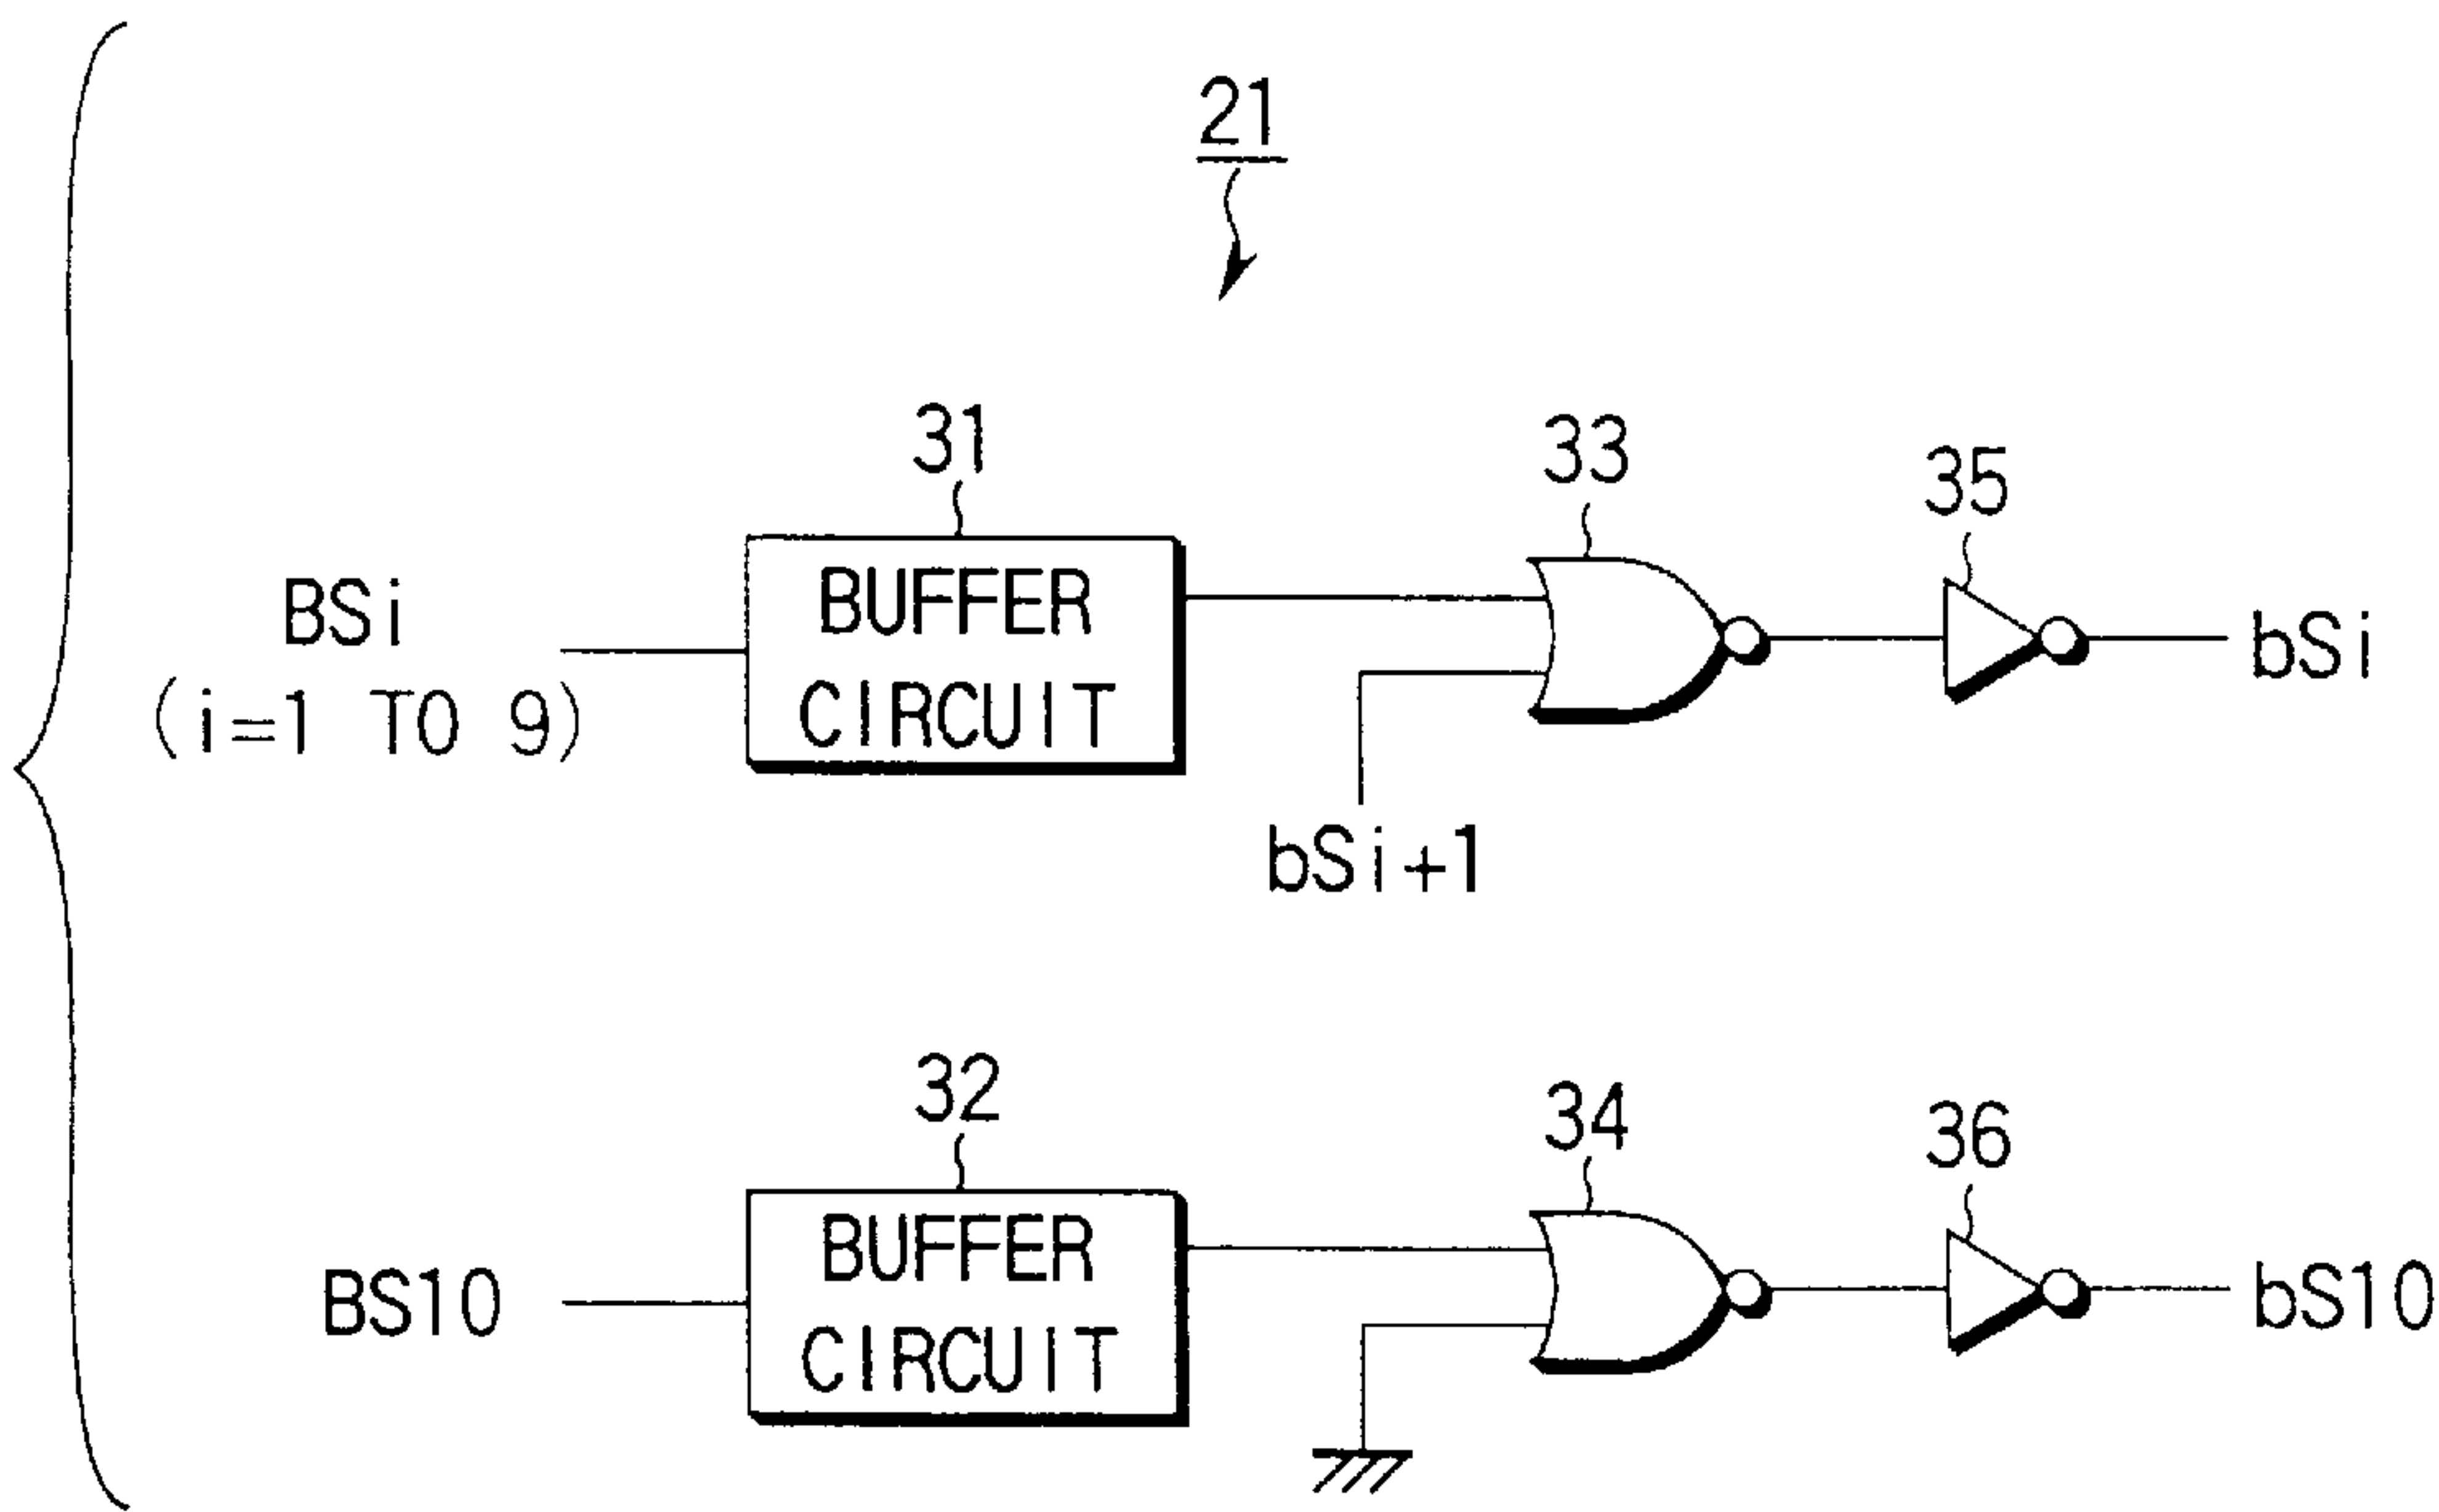 21
31
33
35
BSi
(i=1 TO 9)
BUFFER
CIRCUIT
bSi
bSi+1
32
34
36
BS10
BUFFER
CIRCUIT
bS10